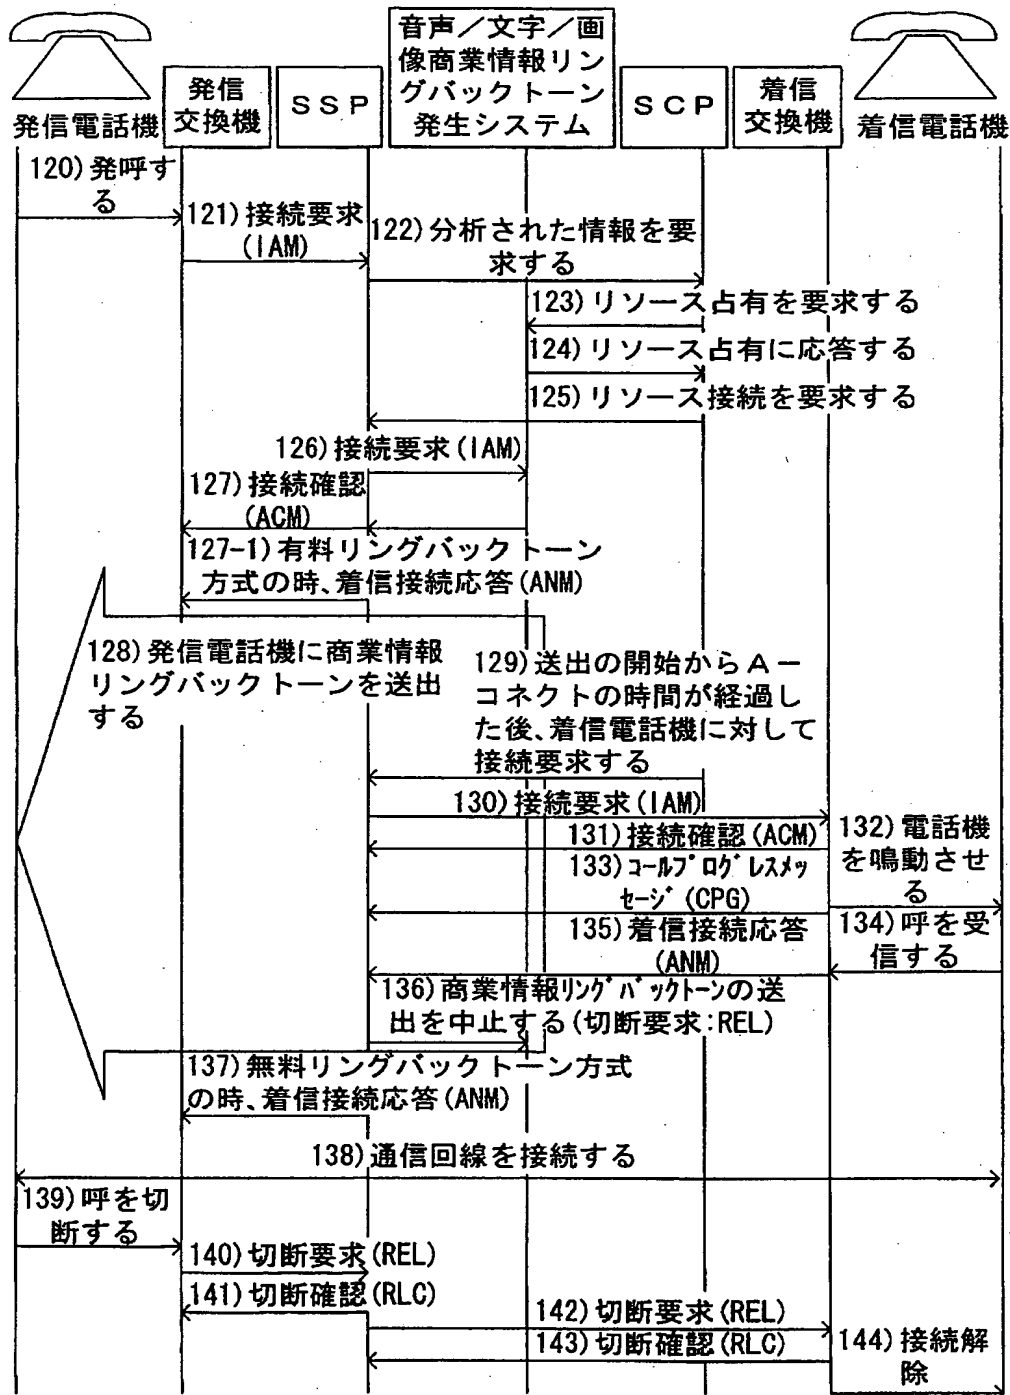 音声／文字／画
像商業情報リン
グバックトーン
発生システム
発信電話機
発信
交換機
ＳＳＰ
ＳＣＰ
着信
交換機
着信電話機
120)発呼す
る
121)接続要求
(IAM)
122)分析された情報を要
求する
123)リソース占有を要求する
124)リソース占有に応答する
125)リソース接続を要求する
126)接続要求(IAM)
127)接続確認
(ACM)
127-1)有料リングバックトーン
方式の時、着信接続応答(ANM)
128)発信電話機に商業情報
リングバックトーンを送出
する
129)送出の開始からＡー
コネクトの時間が経過し
た後、着信電話機に対して
接続要求する
130)接続要求(IAM)
131)接続確認(ACM)
132)電話機
を鳴動させ
る
133)ｺｰﾙﾌﾟﾛｸﾞﾚｽﾒｯ
ｾｰｼﾞ(CPG)
134)呼を受
信する
135)着信接続応答
(ANM)
136)商業情報ﾘﾝｸﾞﾊﾞｯｸﾄｰﾝの送
出を中止する(切断要求:REL)
137)無料リングバックトーン方式
の時、着信接続応答(ANM)
138)通信回線を接続する
139)呼を切
断する
140)切断要求(REL)
141)切断確認(RLC)
142)切断要求(REL)
143)切断確認(RLC)
144)接続解
除